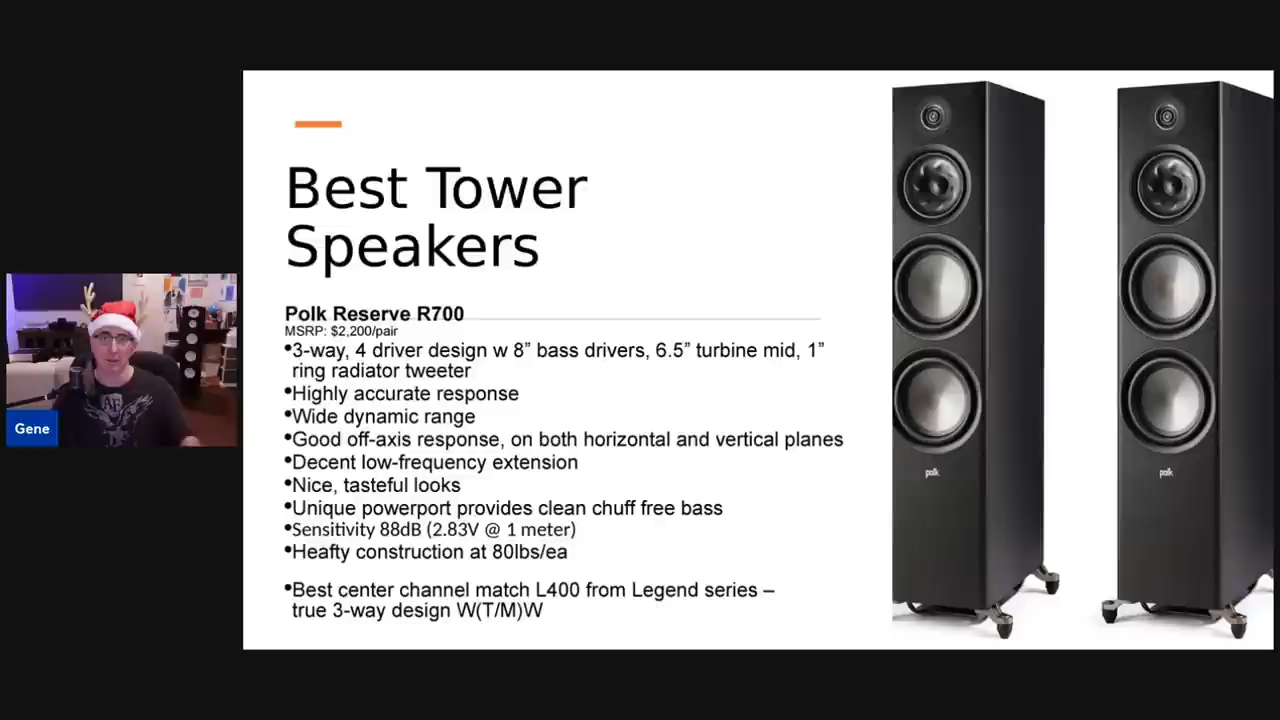 Best Tower
Speakers
Polk Reserve R700
MSRP: $2,200/pair
•3-way, 4 driver design w 8” bass drivers, 6.5” turbine mid, 1”
ring radiator tweeter
•Highly accurate response
•Wide dynamic range
•Good off-axis response, on both horizontal and vertical planes
•Decent low-frequency extension
•Nice, tasteful looks
•Unique powerport provides clean chuff free bass
•Sensitivity 88dB (2.83V @ 1 meter)
•Heafty construction at 80lbs/ea
•Best center channel match L400 from Legend series –
true 3-way design W(T/M)W
polk
polk
Gene